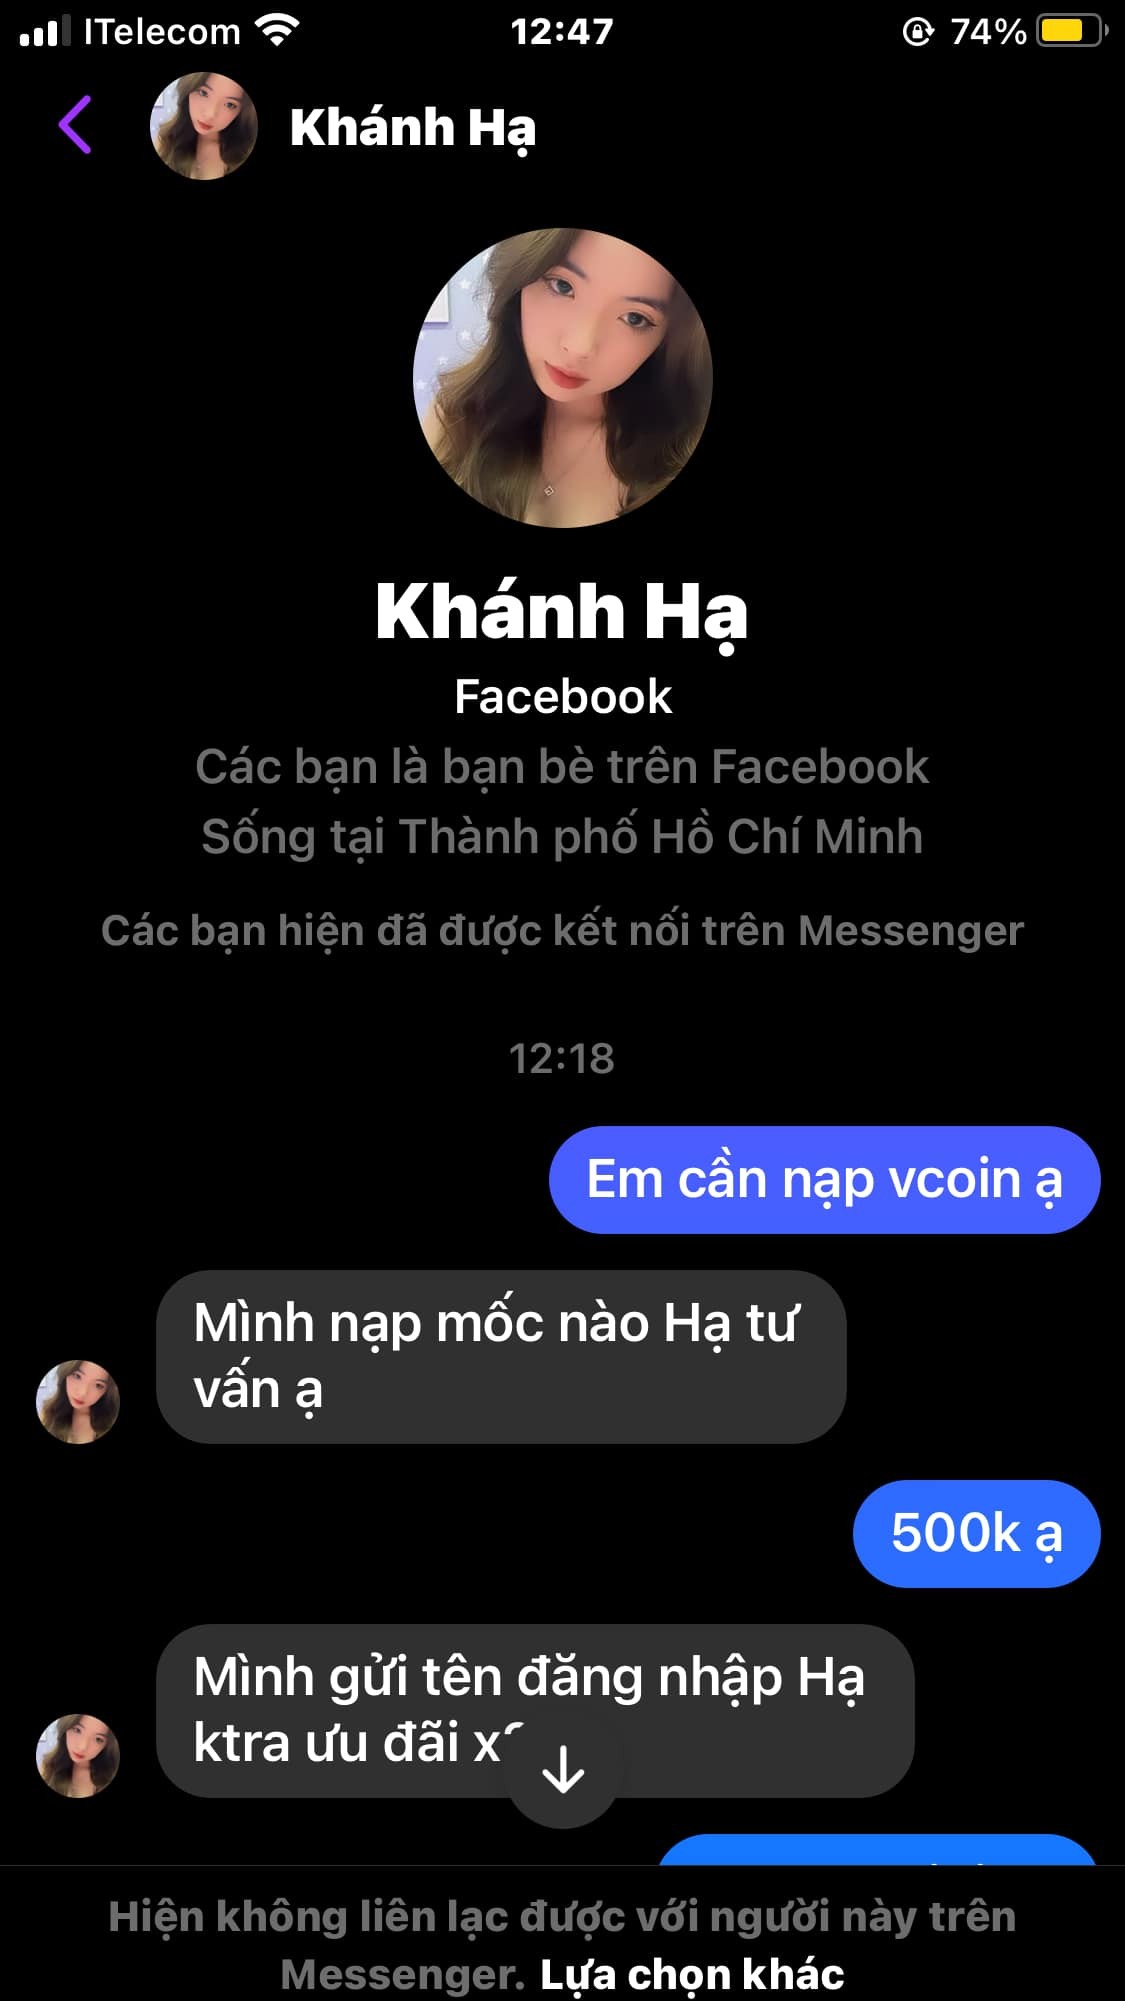 ITelecom 12:47 74%
Khánh Hạ
Khánh Hạ
Facebook
Các bạn là bạn bè trên Facebook
Sống tại Thành phố Hồ Chí Minh
Các bạn hiện đã được kết nối trên Messenger
12:18
Em cần nạp vcoin ạ
Mình nạp mốc nào Hạ tư
vấn ạ
500k ạ
Mình gửi tên đăng nhập Hạ
ktra ưu đãi
Hiện không liên lạc được với người này trên
Messenger. Lựa chọn khác